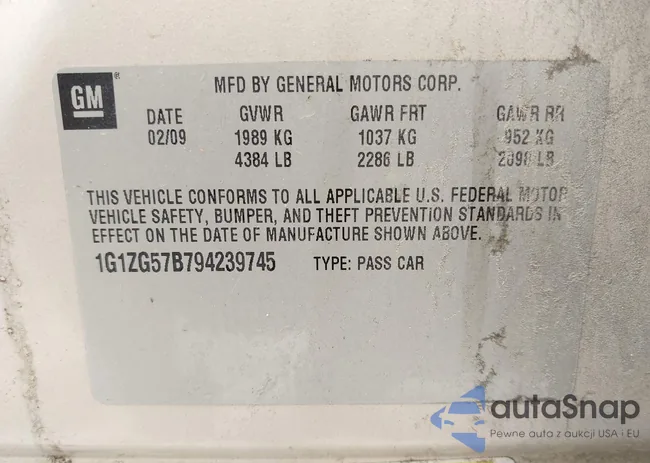 GM
MFD BY GENERAL MOTORS CORP.
DATE GVWR GAWR FRT GAWR RR
02/09 1989 KG 1037 KG 952 KG
4384 LB 2286 LB 2098 LB
THIS VEHICLE CONFORMS TO ALL APPLICABLE U.S. FEDERAL MOTOR
VEHICLE SAFETY, BUMPER, AND THEFT PREVENTION STANDARDS IN
EFFECT ON THE DATE OF MANUFACTURE SHOWN ABOVE.
1G1ZG57B794239745 TYPE: PASS CAR
autaSnap
Pewne auta z aukcji USA i EU